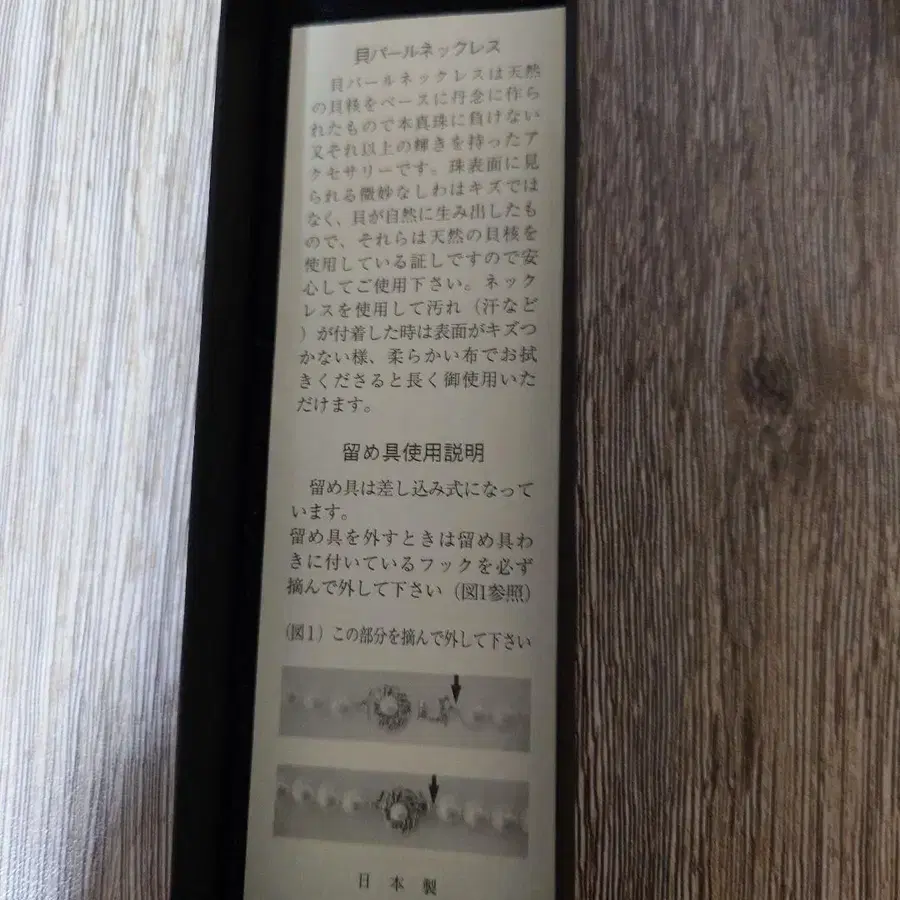 貝パールネックレス
貝パールネックレスは天然
の貝核をベースに丹念に作ら
れたもので本真珠に負けない
又それ以上の輝きを持ったア
クセサリーです。珠表面に見
られる微妙なしわはキズでは
なく、貝が自然に生み出したも
ので、それらは天然の貝核を
使用している証しですので安
心してご使用下さい。ネック
レスを使用して汚れ（汗など
）が付着した時は表面がキズつ
かない様、柔らかい布でお拭
きくださると長く御使用いた
だけます。
留め具使用説明
留め具は差し込み式になって
います。
留め具を外すときは留め具わ
きに付いているフックを必ず
摘んで外して下さい（図1参照）
（図1）この部分を摘んで外して下さい
日本製